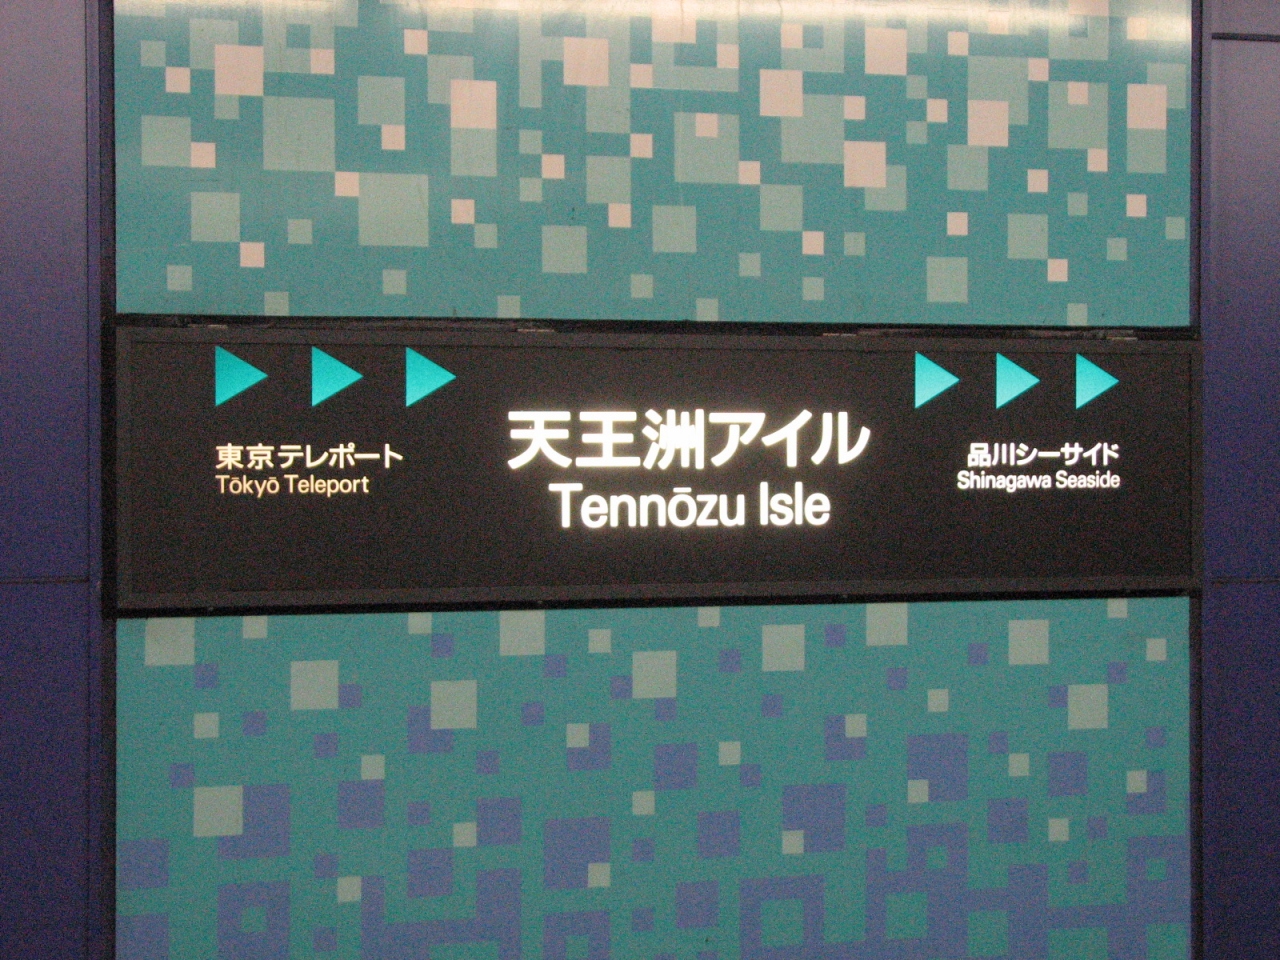 東京テレポート
Tōkyō Teleport
天王洲アイル
Tennōzu Isle
品川シーサイド
Shinagawa Seaside